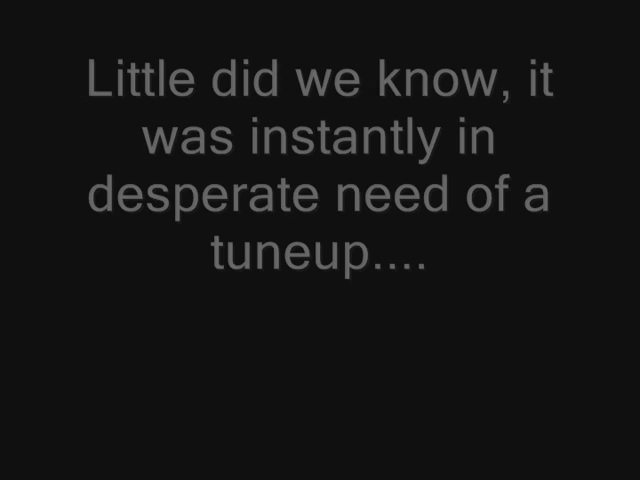 Little did we know, it
was instantly in
desperate need of a
tuneup....